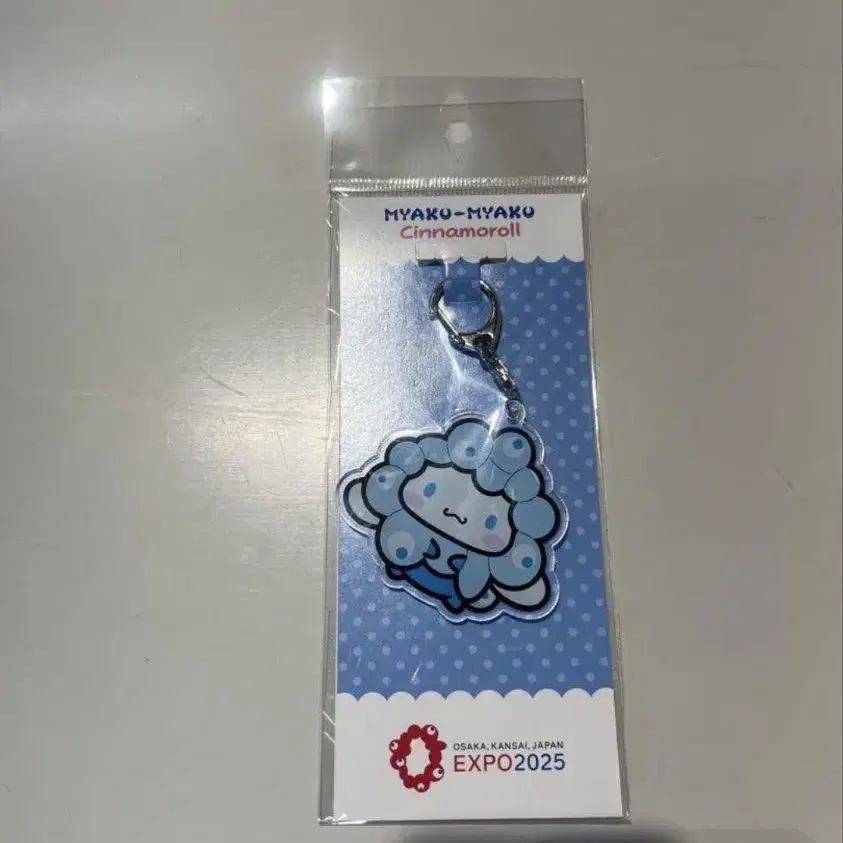 MYAKU-MYAKU
Cinnamoroll
OSAKA, KANSAI, JAPAN
EXPO2025